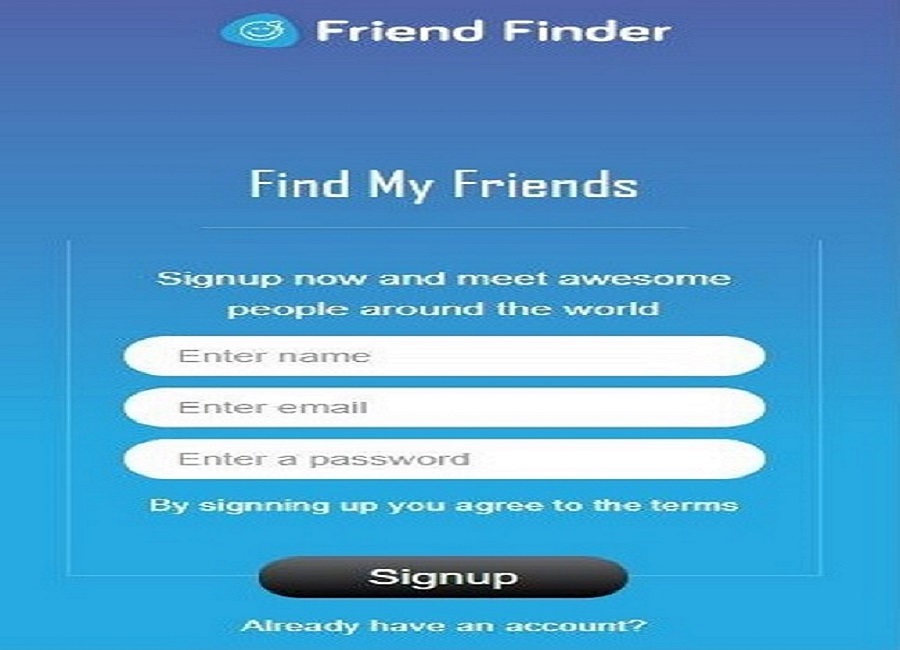 Friend Finder
Find My Friends
Signup now and meet awesome
people around the world
Enter name
Enter email
Enter a password
By signning up you agree to the terms
Signup
Already have an account?